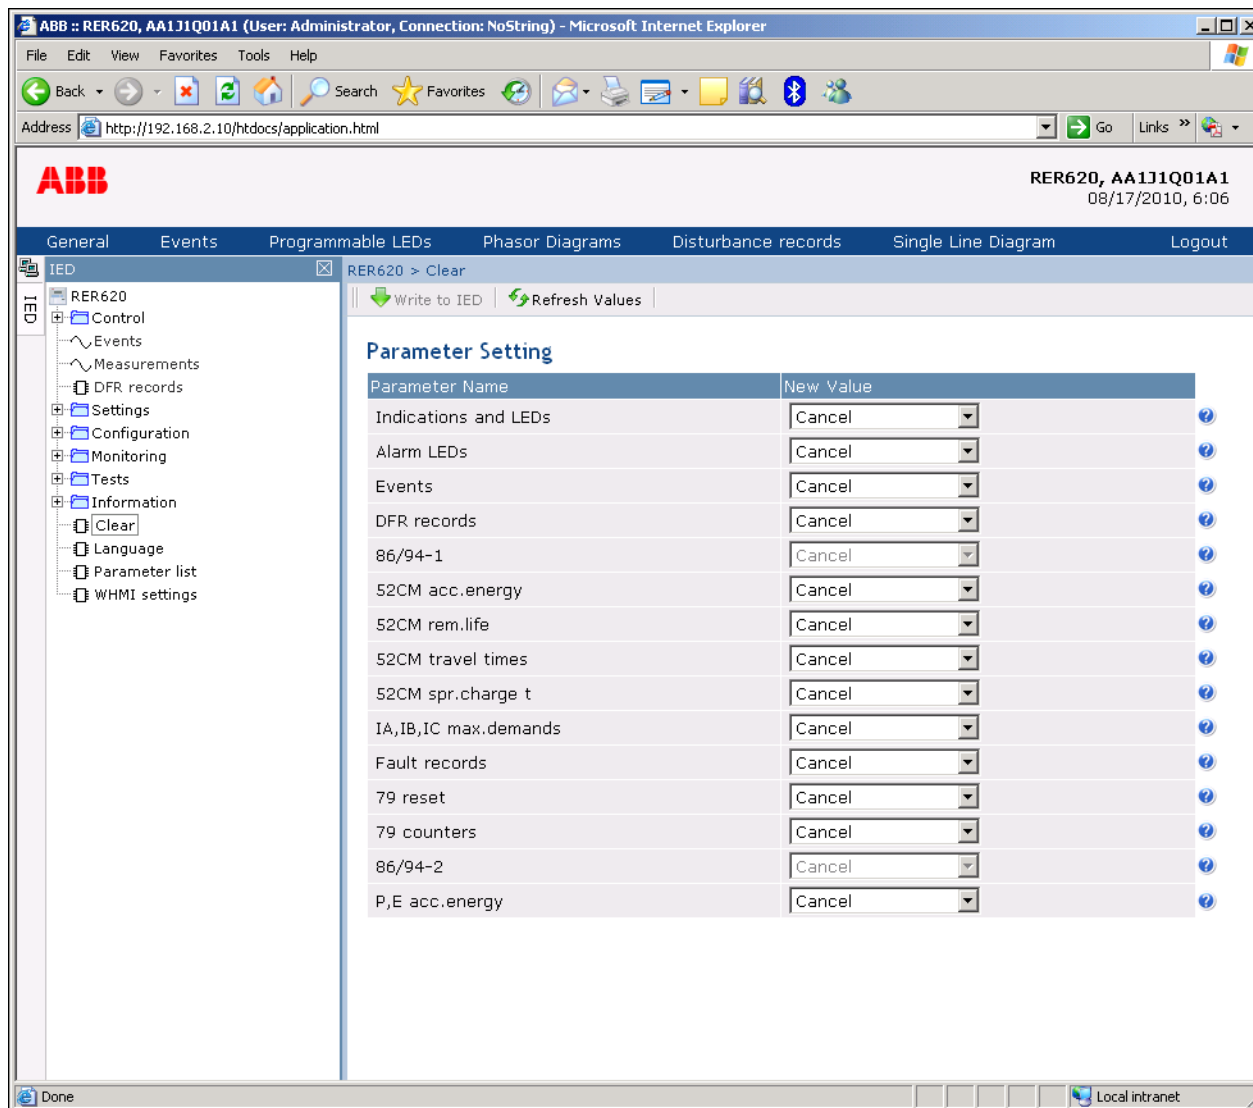 ABB :: RER620, AA1J1Q01A1 (User: Administrator, Connection: NoString) - Microsoft Internet Explorer
File Edit View Favorites Tools Help
Back Search Favorites
Address http://192.168.2.10/htdocs/application.html Go Links »
ABB
RER620, AA1J1Q01A1
08/17/2010, 6:06
General Events Programmable LEDs Phasor Diagrams Disturbance records Single Line Diagram Logout
IED
IED
RER620
Control
Events
Measurements
DFR records
Settings
Configuration
Monitoring
Tests
Information
Clear
Language
Parameter list
WHMI settings
RER620 > Clear
Write to IED Refresh Values
Parameter Setting
Parameter Name New Value
Indications and LEDs Cancel
Alarm LEDs Cancel
Events Cancel
DFR records Cancel
86/94-1 Cancel
52CM acc.energy Cancel
52CM rem.life Cancel
52CM travel times Cancel
52CM spr.charge t Cancel
IA,IB,IC max.demands Cancel
Fault records Cancel
79 reset Cancel
79 counters Cancel
86/94-2 Cancel
P,E acc.energy Cancel
Done Local intranet